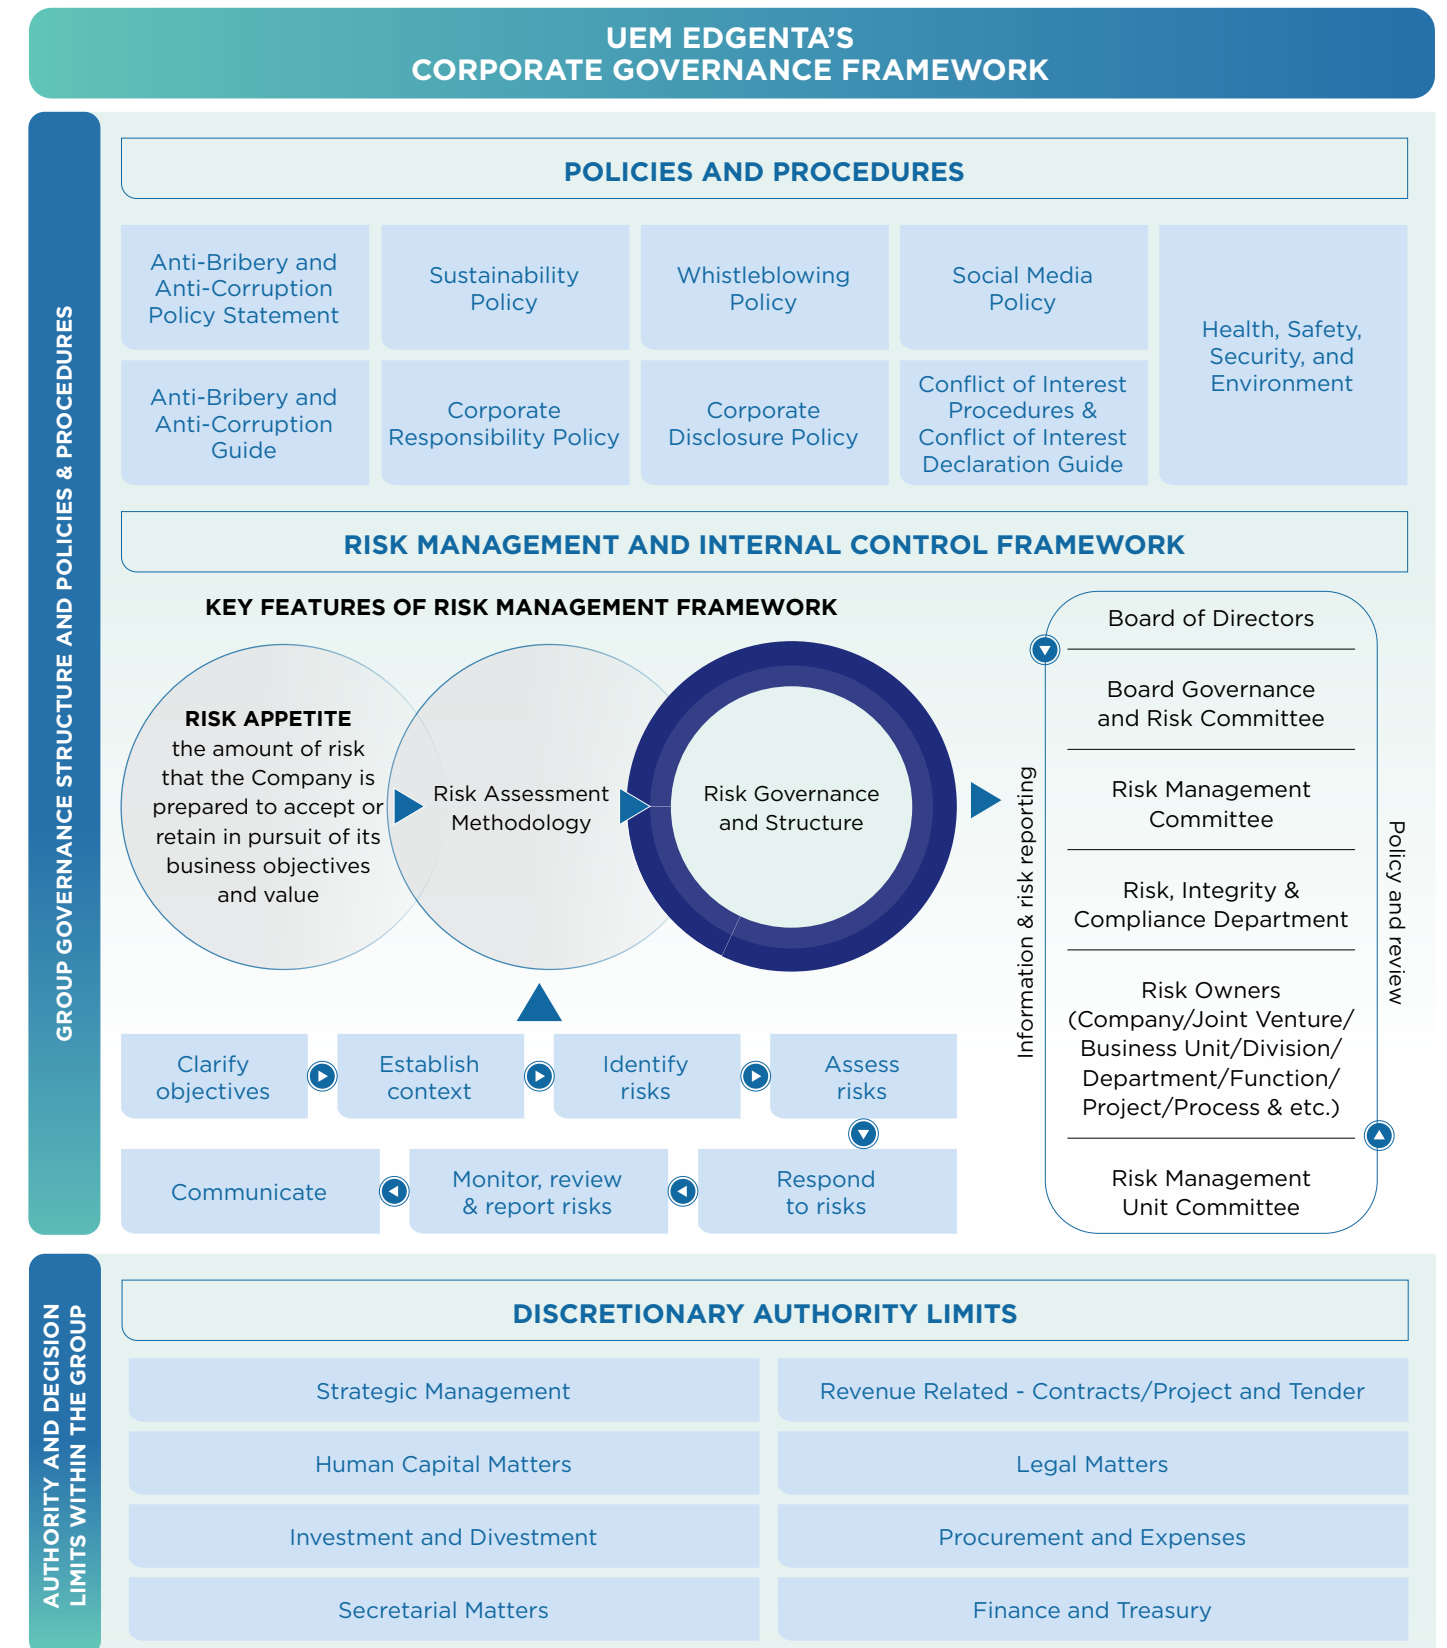 UEM EDGENTA’S
CORPORATE GOVERNANCE FRAMEWORK
GROUP GOVERNANCE STRUCTURE AND POLICIES & PROCEDURES
POLICIES AND PROCEDURES
Anti-Bribery and
Anti-Corruption
Policy Statement
Sustainability
Policy
Whistleblowing
Policy
Social Media
Policy
Health, Safety,
Security, and
Environment
Anti-Bribery and
Anti-Corruption
Guide
Corporate
Responsibility Policy
Corporate
Disclosure Policy
Conflict of Interest
Procedures &
Conflict of Interest
Declaration Guide
RISK MANAGEMENT AND INTERNAL CONTROL FRAMEWORK
KEY FEATURES OF RISK MANAGEMENT FRAMEWORK
RISK APPETITE
the amount of risk
that the Company is
prepared to accept or
retain in pursuit of its
business objectives
and value
Risk Assessment
Methodology
Risk Governance
and Structure
Clarify
objectives
Establish
context
Identify
risks
Assess
risks
Respond
to risks
Monitor, review
& report risks
Communicate
Information & risk reporting
Board of Directors
Board Governance
and Risk Committee
Risk Management
Committee
Risk, Integrity &
Compliance Department
Risk Owners
(Company/Joint Venture/
Business Unit/Division/
Department/Function/
Project/Process & etc.)
Risk Management
Unit Committee
Policy and review
AUTHORITY AND DECISION
LIMITS WITHIN THE GROUP
DISCRETIONARY AUTHORITY LIMITS
Strategic Management
Revenue Related - Contracts/Project and Tender
Human Capital Matters
Legal Matters
Investment and Divestment
Procurement and Expenses
Secretarial Matters
Finance and Treasury